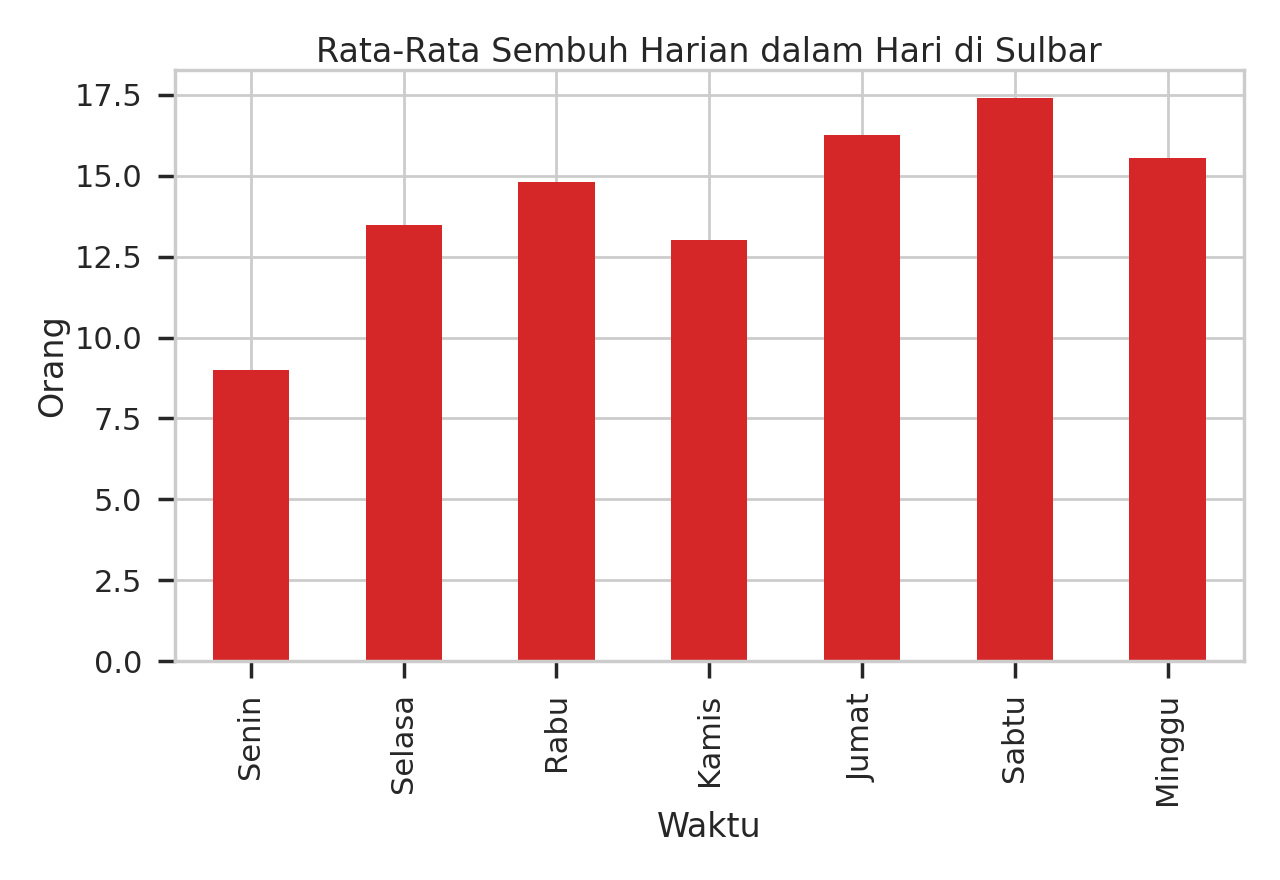 Rata-Rata Sembuh Harian dalam Hari di Sulbar
17.5
15.0
12.5
10.0
7.5
5.0
2.5
0.0
Orang
Senin
Selasa
Rabu
Kamis
Jumat
Sabtu
Minggu
Waktu